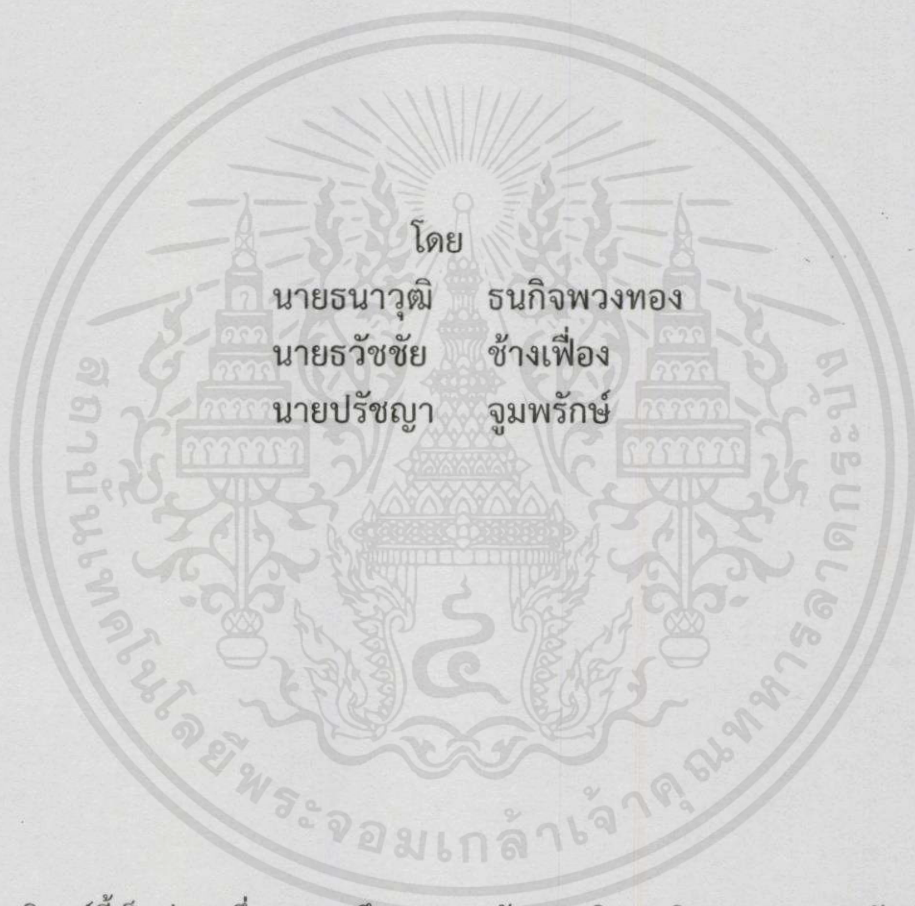 โดย
นายธนาวุฒิ ธนกิจพวงทอง
นายธวัชชัย ช้างเฟื่อง
นายปรัชญา จูมพรักษ์
สถาบันเทคโนโลยีพระจอมเกล้าเจ้าคุณทหารลาดกระบัง